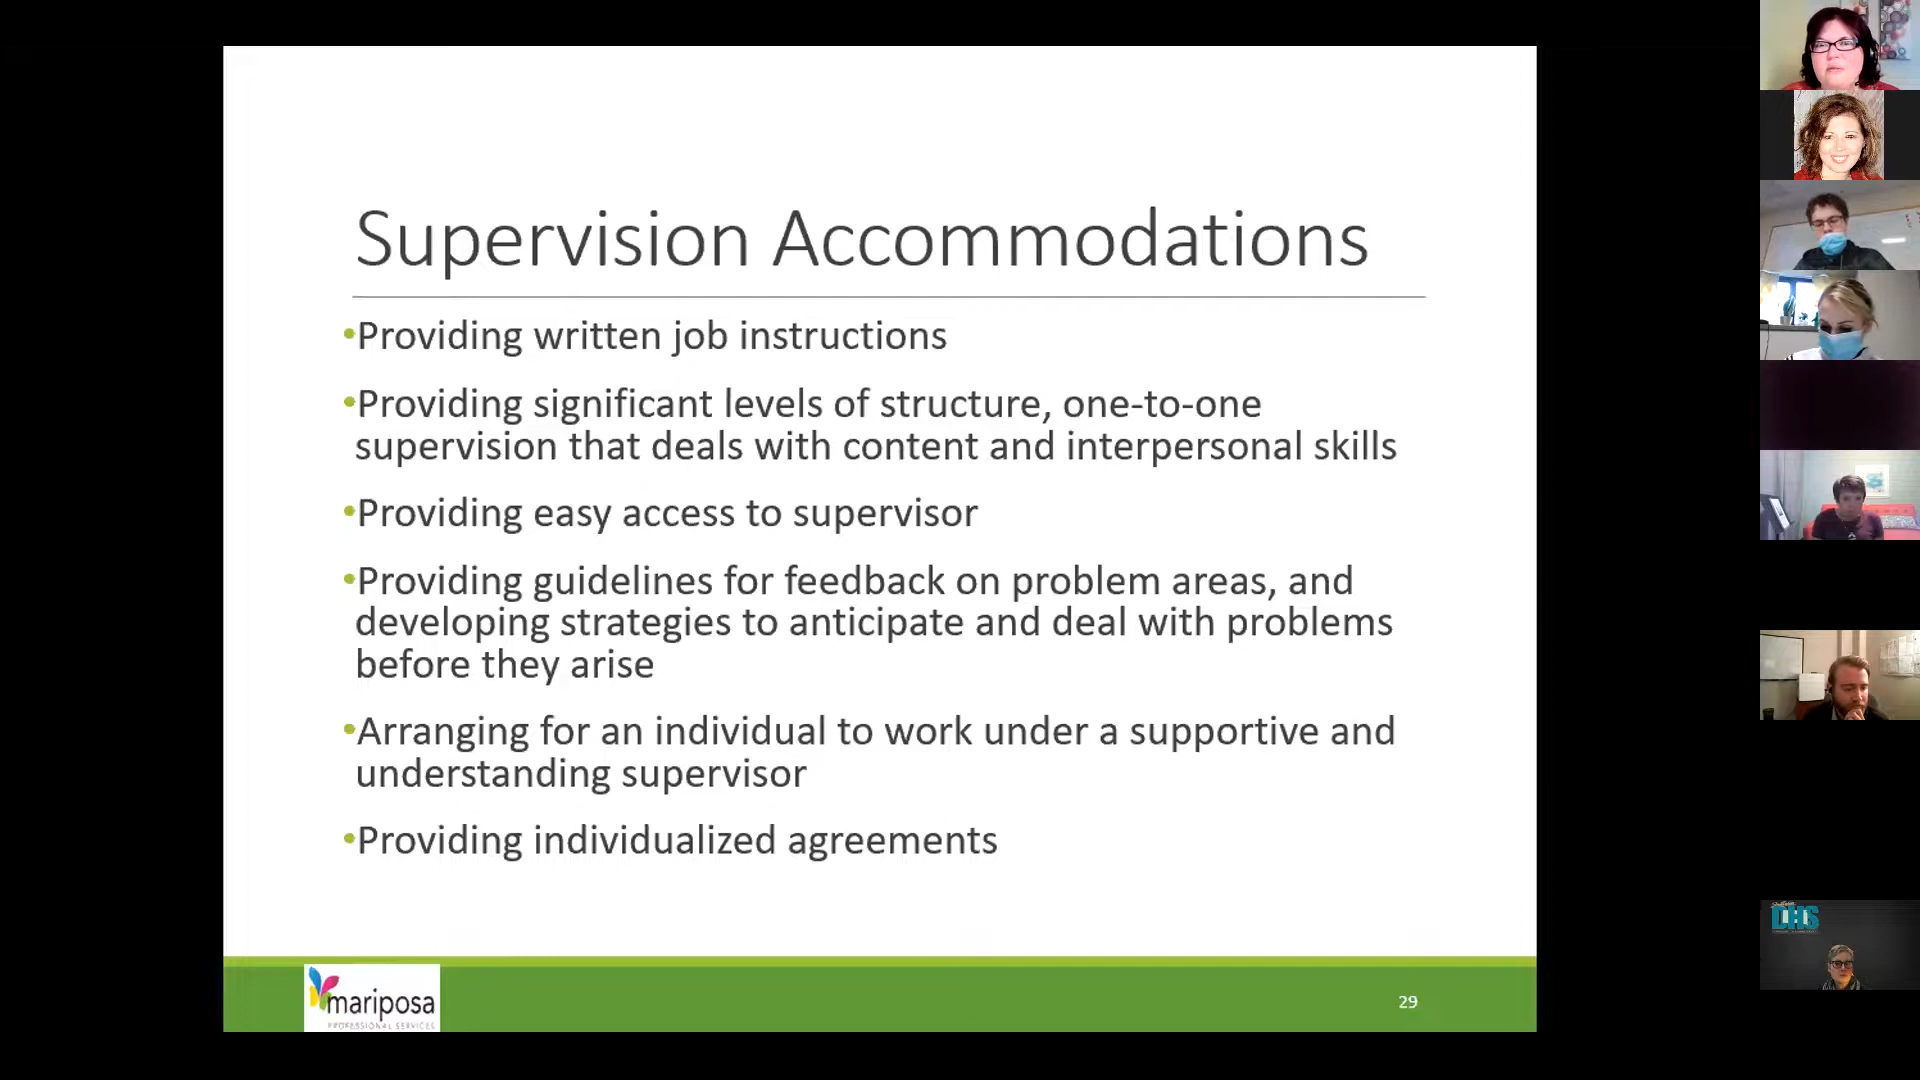 Supervision Accommodations
•Providing written job instructions
•Providing significant levels of structure, one-to-one
supervision that deals with content and interpersonal skills
•Providing easy access to supervisor
•Providing guidelines for feedback on problem areas, and
developing strategies to anticipate and deal with problems
before they arise
•Arranging for an individual to work under a supportive and
understanding supervisor
•Providing individualized agreements
mariposa
PROFESSIONAL SERVICES
29
DHS